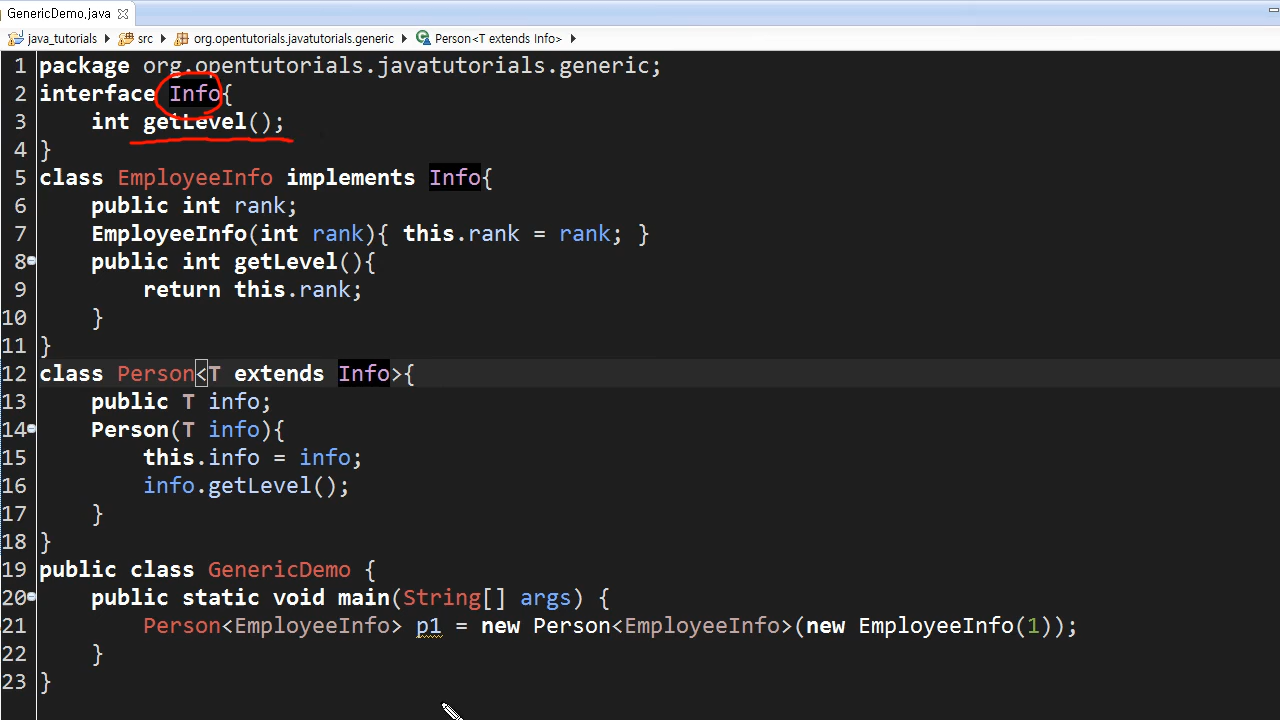 GenericDemo.java
java_tutorials src org.opentutorials.javatutorials.generic Person<T extends Info>
1 package org.opentutorials.javatutorials.generic;
2 interface Info{
3     int getLevel();
4 }
5 class EmployeeInfo implements Info{
6     public int rank;
7     EmployeeInfo(int rank){ this.rank = rank; }
8     public int getLevel(){
9         return this.rank;
10     }
11 }
12 class Person<T extends Info>{
13     public T info;
14     Person(T info){
15         this.info = info;
16         info.getLevel();
17     }
18 }
19 public class GenericDemo {
20     public static void main(String[] args) {
21         Person<EmployeeInfo> p1 = new Person<EmployeeInfo>(new EmployeeInfo(1));
22     }
23 }